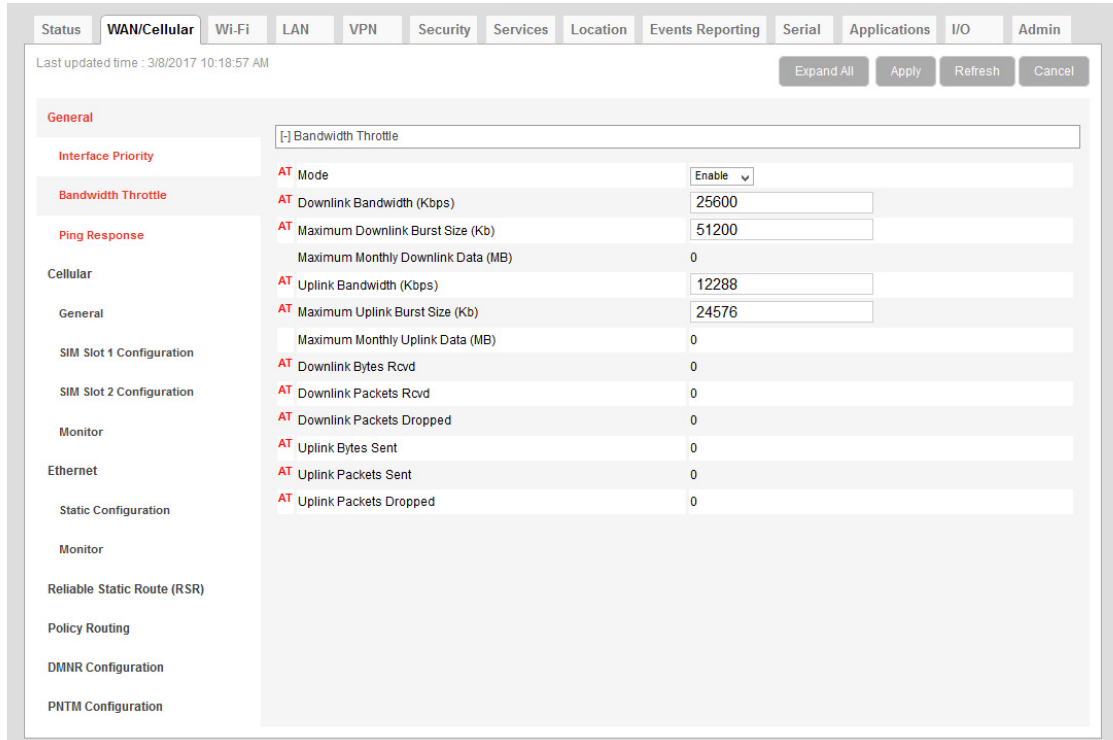 Status WAN/Cellular Wi-Fi LAN VPN Security Services Location Events Reporting Serial Applications I/O Admin
Last updated time : 3/8/2017 10:18:57 AM
Expand All Apply Refresh Cancel
General
Interface Priority
Bandwidth Throttle
Ping Response
Cellular
General
SIM Slot 1 Configuration
SIM Slot 2 Configuration
Monitor
Ethernet
Static Configuration
Monitor
Reliable Static Route (RSR)
Policy Routing
DMNR Configuration
PNTM Configuration
[-] Bandwidth Throttle
AT Mode Enable
AT Downlink Bandwidth (Kbps) 25600
AT Maximum Downlink Burst Size (Kb) 51200
Maximum Monthly Downlink Data (MB) 0
AT Uplink Bandwidth (Kbps) 12288
AT Maximum Uplink Burst Size (Kb) 24576
Maximum Monthly Uplink Data (MB) 0
AT Downlink Bytes Rcvd 0
AT Downlink Packets Rcvd 0
AT Downlink Packets Dropped 0
AT Uplink Bytes Sent 0
AT Uplink Packets Sent 0
AT Uplink Packets Dropped 0